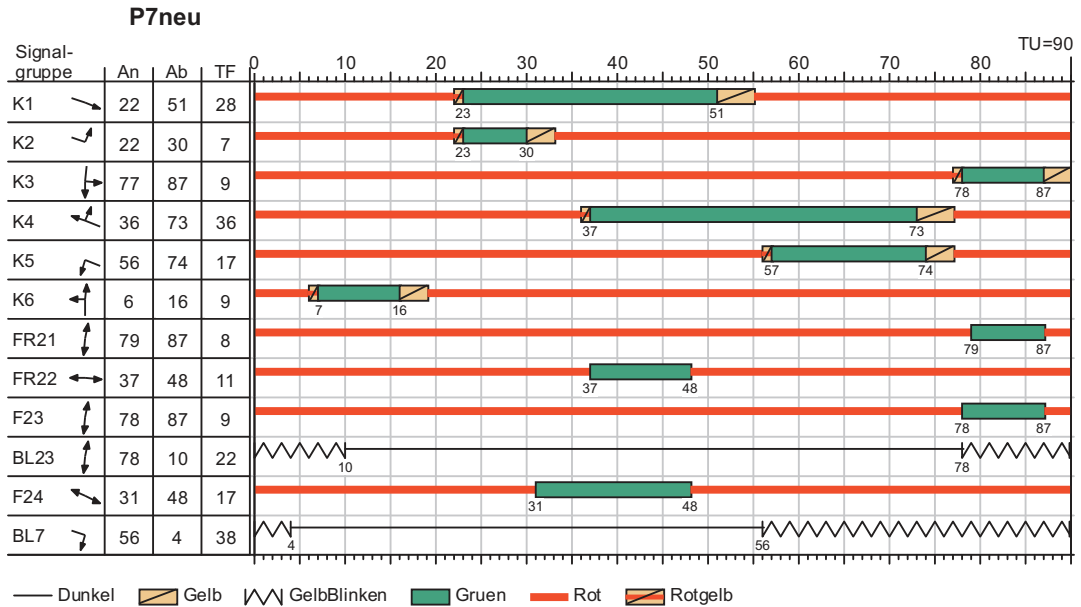 P7neu
TU=90
Signal-
gruppe An Ab TF 0 10 20 30 40 50 60 70 80
K1 22 51 28
23 51
K2 22 30 7
23 30
K3 77 87 9
78 87
K4 36 73 36
37 73
K5 56 74 17
57 74
K6 6 16 9
7 16
FR21 79 87 8
79 87
FR22 37 48 11
37 48
F23 78 87 9
78 87
BL23 78 10 22
10 78
F24 31 48 17
31 48
BL7 56 4 38
4 56
Dunkel Gelb GelbBlinken Gruen Rot Rotgelb